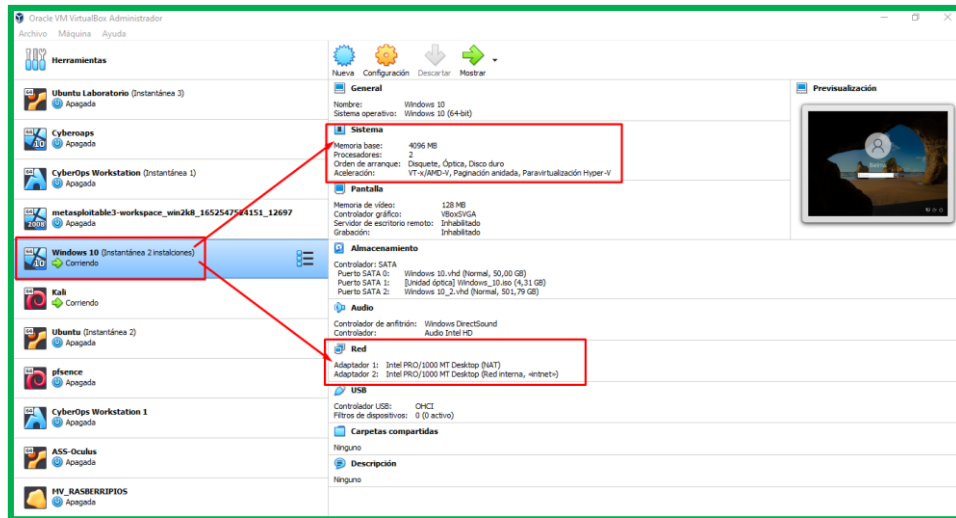 Oracle VM VirtualBox Administrador
Archivo Máquina Ayuda
Herramientas
Nueva Configuración Descartar Mostrar
Ubuntu Laboratorio (Instantánea 3)
Apagada
Cyberoaps
Apagada
CyberOps Workstation (Instantánea 1)
Apagada
metasploitable3-workspace_win2k8_1652547524151_12697
Apagada
Windows 10 (Instantánea 2 instalciones)
Corriendo
Kali
Corriendo
Ubuntu (Instantánea 2)
Apagada
pfsence
Apagada
CyberOps Workstation 1
Apagada
ASS-Oculus
Apagada
MV_RASBERRIPIOS
Apagada
General
Nombre: Windows 10
Sistema operativo: Windows 10 (64-bit)
Sistema
Memoria base: 4096 MB
Procesadores: 2
Orden de arranque: Disquete, Óptica, Disco duro
Aceleración: VT-x/AMD-V, Paginación anidada, Paravirtualización Hyper-V
Pantalla
Memoria de vídeo: 128 MB
Controlador gráfico: VBoxSVGA
Servidor de escritorio remoto: Inhabilitado
Grabación: Inhabilitado
Almacenamiento
Controlador: SATA
Puerto SATA 0: Windows 10.vhd (Normal, 50,00 GB)
Puerto SATA 1: [Unidad óptica] Windows_10.iso (4,31 GB)
Puerto SATA 2: Windows 10_2.vhd (Normal, 501,79 GB)
Audio
Controlador de anfitrión: Windows DirectSound
Controlador: Audio Intel HD
Red
Adaptador 1: Intel PRO/1000 MT Desktop (NAT)
Adaptador 2: Intel PRO/1000 MT Desktop (Red interna, «intnet»)
USB
Controlador USB: OHCI
Filtros de dispositivos: 0 (0 activo)
Carpetas compartidas
Ninguno
Descripción
Ninguno
Previsualización